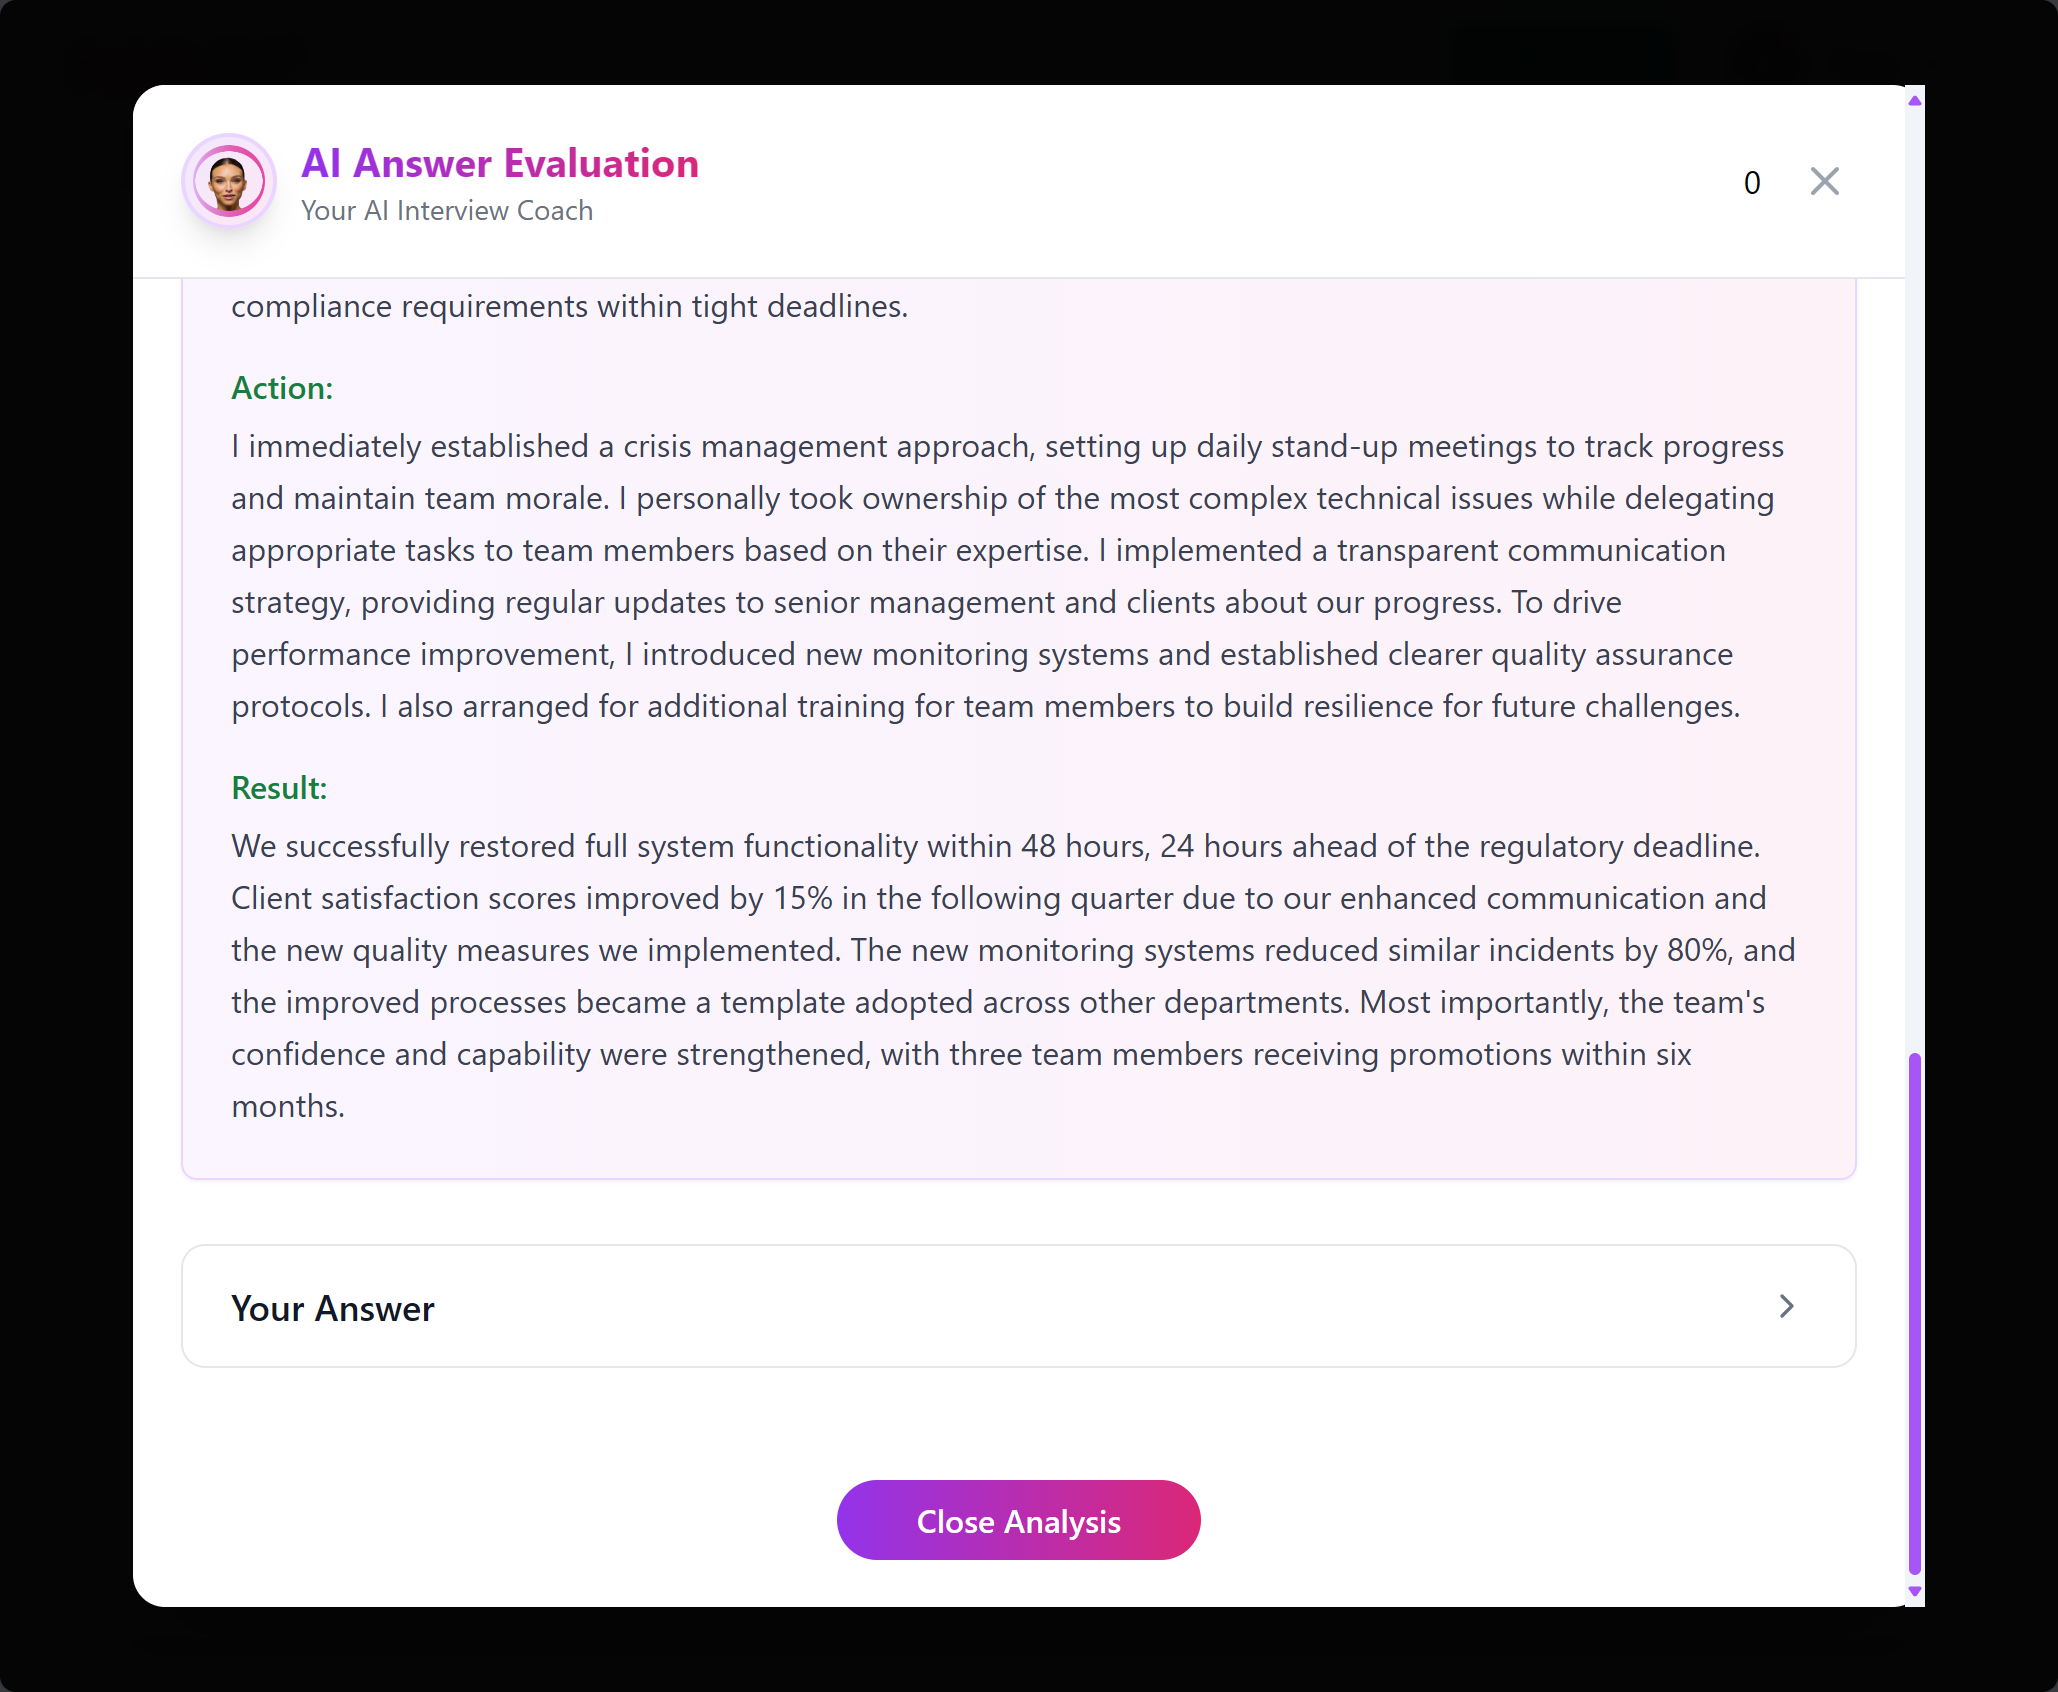 AI Answer Evaluation
Your AI Interview Coach
0
compliance requirements within tight deadlines.
Action:
I immediately established a crisis management approach, setting up daily stand-up meetings to track progress
and maintain team morale. I personally took ownership of the most complex technical issues while delegating
appropriate tasks to team members based on their expertise. I implemented a transparent communication
strategy, providing regular updates to senior management and clients about our progress. To drive
performance improvement, I introduced new monitoring systems and established clearer quality assurance
protocols. I also arranged for additional training for team members to build resilience for future challenges.
Result:
We successfully restored full system functionality within 48 hours, 24 hours ahead of the regulatory deadline.
Client satisfaction scores improved by 15% in the following quarter due to our enhanced communication and
the new quality measures we implemented. The new monitoring systems reduced similar incidents by 80%, and
the improved processes became a template adopted across other departments. Most importantly, the team's
confidence and capability were strengthened, with three team members receiving promotions within six
months.
Your Answer
Close Analysis